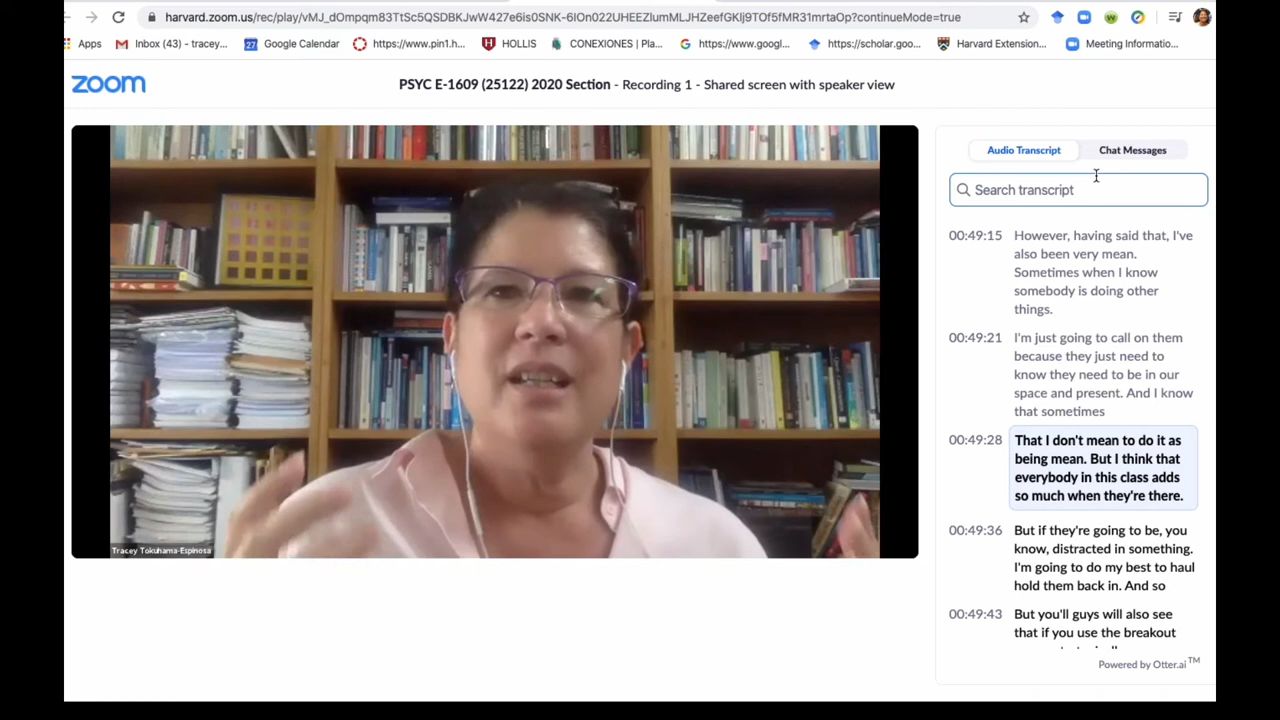 harvard.zoom.us/rec/play/vMJ_dOmpqm83TtSc5QSDBKJwW427e6is0SNK-6IOn022UHEEZlumMLJHZeefGKlj9TOf5fMR31mrtaOp?continueMode=true
Apps Inbox (43) - tracey... Google Calendar https://www.pin1.h... HOLLIS CONEXIONES | Pla... https://www.googl... https://scholar.goo... Harvard Extension... Meeting Informatio...
zoom PSYC E-1609 (25122) 2020 Section - Recording 1 - Shared screen with speaker view
Tracey Tokuhama-Espinosa
Audio Transcript Chat Messages
Search transcript
00:49:15 However, having said that, I've
also been very mean.
Sometimes when I know
somebody is doing other
things.
00:49:21 I'm just going to call on them
because they just need to
know they need to be in our
space and present. And I know
that sometimes
00:49:28 That I don't mean to do it as
being mean. But I think that
everybody in this class adds
so much when they're there.
00:49:36 But if they're going to be, you
know, distracted in something.
I'm going to do my best to haul
hold them back in. And so
00:49:43 But you'll guys will also see
that if you use the breakout
Powered by Otter.ai™